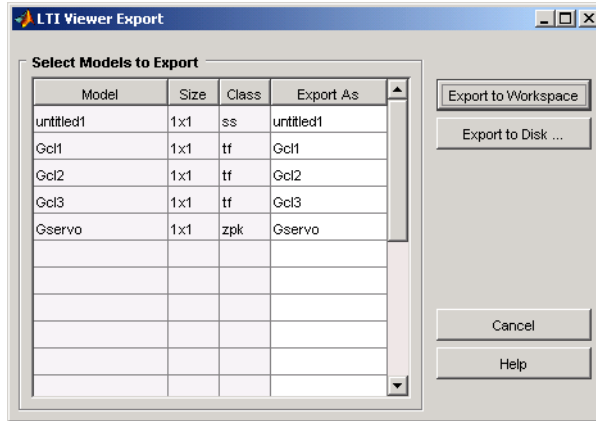 LTI Viewer Export
Select Models to Export
Model Size Class Export As
untitled1 1x1 ss untitled1
Gcl1 1x1 tf Gcl1
Gcl2 1x1 tf Gcl2
Gcl3 1x1 tf Gcl3
Gservo 1x1 zpk Gservo
Export to Workspace
Export to Disk ...
Cancel
Help